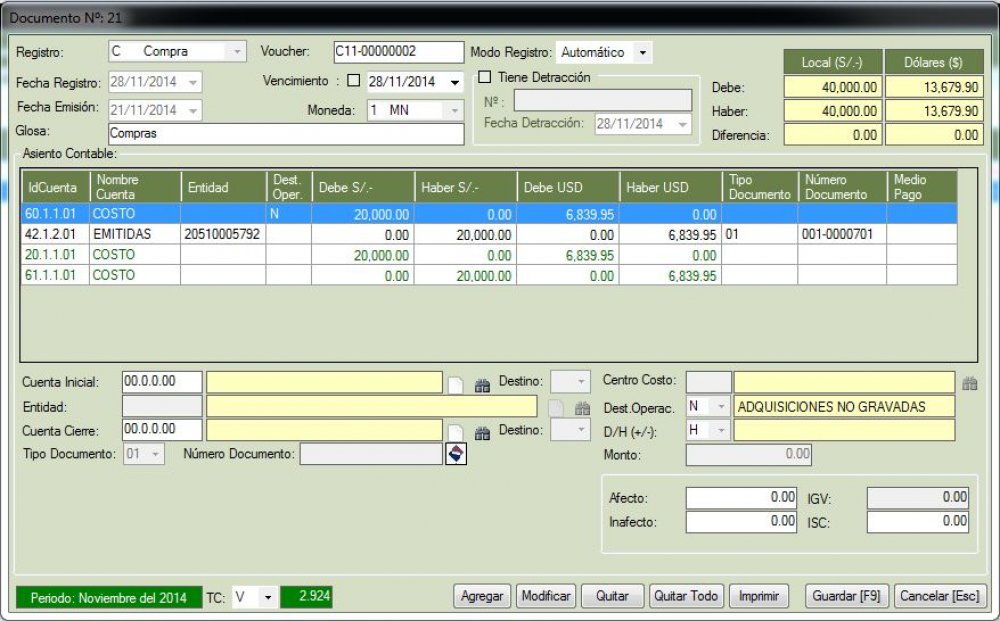 Documento Nº: 21
Registro: C Compra Voucher: C11-00000002 Modo Registro: Automático
Local (S/.-) Dólares ($)
Fecha Registro: 28/11/2014 Vencimiento : 28/11/2014 Tiene Detracción
Debe: 40,000.00 13,679.90
Fecha Emisión: 21/11/2014 Moneda: 1 MN Nº :
Haber: 40,000.00 13,679.90
Glosa: Compras Fecha Detracción: 28/11/2014
Diferencia: 0.00 0.00
Asiento Contable:
IdCuenta Nombre Cuenta Entidad Dest. Oper. Debe S/.- Haber S/.- Debe USD Haber USD Tipo Documento Número Documento Medio Pago
60.1.1.01 COSTO N 20,000.00 0.00 6,839.95 0.00
42.1.2.01 EMITIDAS 20510005792 0.00 20,000.00 0.00 6,839.95 01 001-0000701
20.1.1.01 COSTO 20,000.00 0.00 6,839.95 0.00
61.1.1.01 COSTO 0.00 20,000.00 0.00 6,839.95
Cuenta Inicial: 00.0.0.00 Destino: Centro Costo:
Entidad: Dest.Operac. N ADQUISICIONES NO GRAVADAS
Cuenta Cierre: 00.0.0.00 Destino: D/H (+/-): H
Tipo Documento: 01 Número Documento: Monto: 0.00
Afecto: 0.00 IGV: 0.00
Inafecto: 0.00 ISC: 0.00
Periodo: Noviembre del 2014 TC: V 2.924 Agregar Modificar Quitar Quitar Todo Imprimir Guardar [F9] Cancelar [Esc]